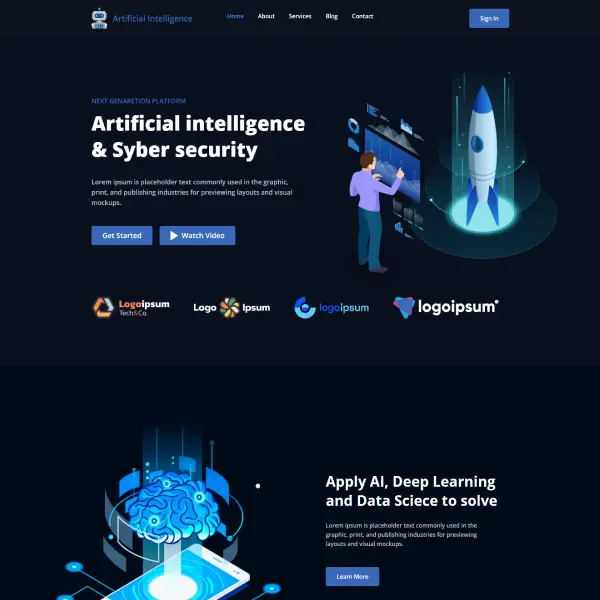 Artificial Intelligence
Home About Services Blog Contact
Sign in
NEXT GENARETION PLATFORM
Artificial intelligence
& Syber security
Lorem ipsum is placeholder text commonly used in the graphic,
print, and publishing industries for previewing layouts and visual
mockups.
Get Started
Watch Video
Logoipsum
Tech&Co.
Logo Ipsum
logoipsum
logoipsum
Apply AI, Deep Learning
and Data Sciece to solve
Lorem ipsum is placeholder text commonly used in the
graphic, print, and publishing industries for previewing
layouts and visual mockups.
Learn More